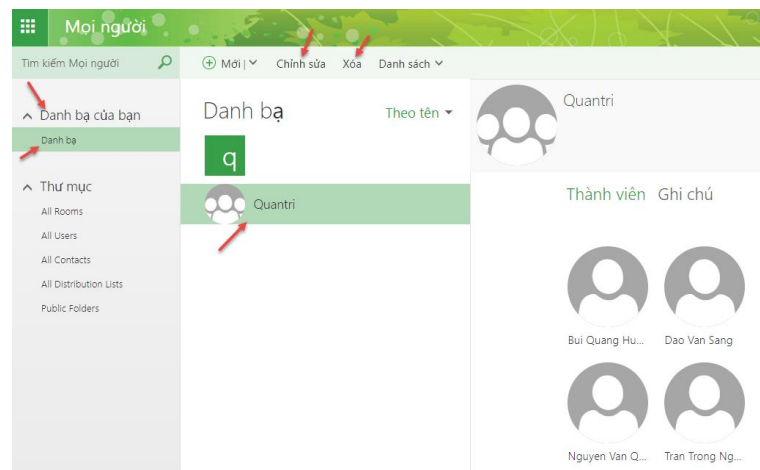 Mọi người
Tìm kiếm Mọi người
Mới | Chỉnh sửa Xóa Danh sách
Danh bạ của bạn
Danh bạ
Thư mục
All Rooms
All Users
All Contacts
All Distribution Lists
Public Folders
Danh bạ Theo tên
q
Quantri
Quantri
Thành viên Ghi chú
Bui Quang Hu... Dao Van Sang
Nguyen Van Q... Tran Trong Ng...